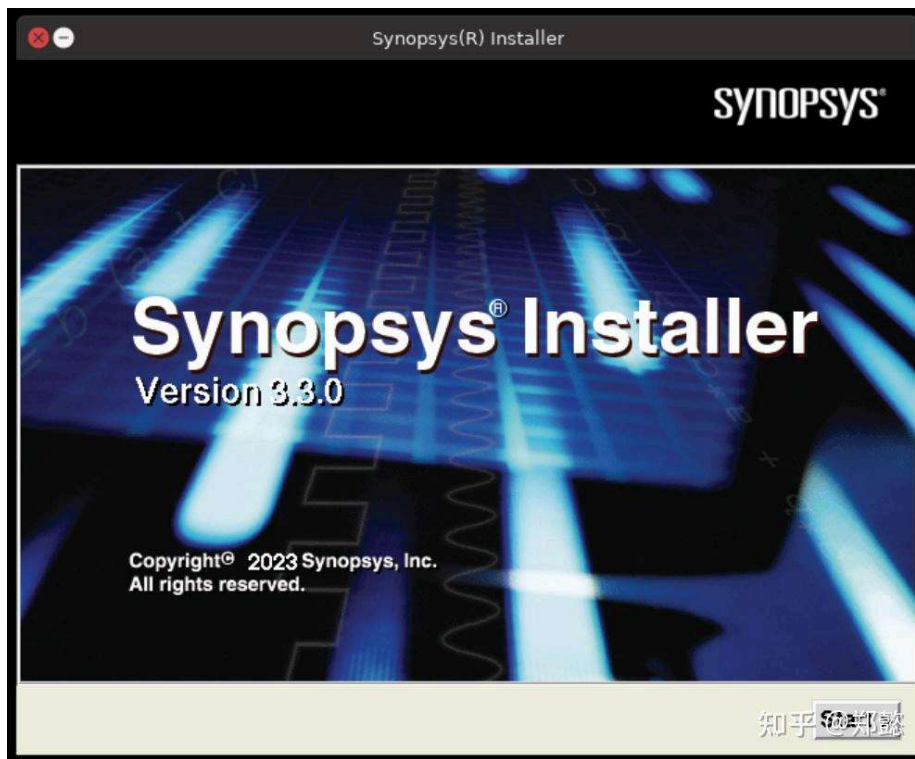 Synopsys(R) Installer
SYNOPSYS®
Synopsys® Installer
Version 3.3.0
Copyright© 2023 Synopsys, Inc.
All rights reserved.
Start
知乎 @郑懿